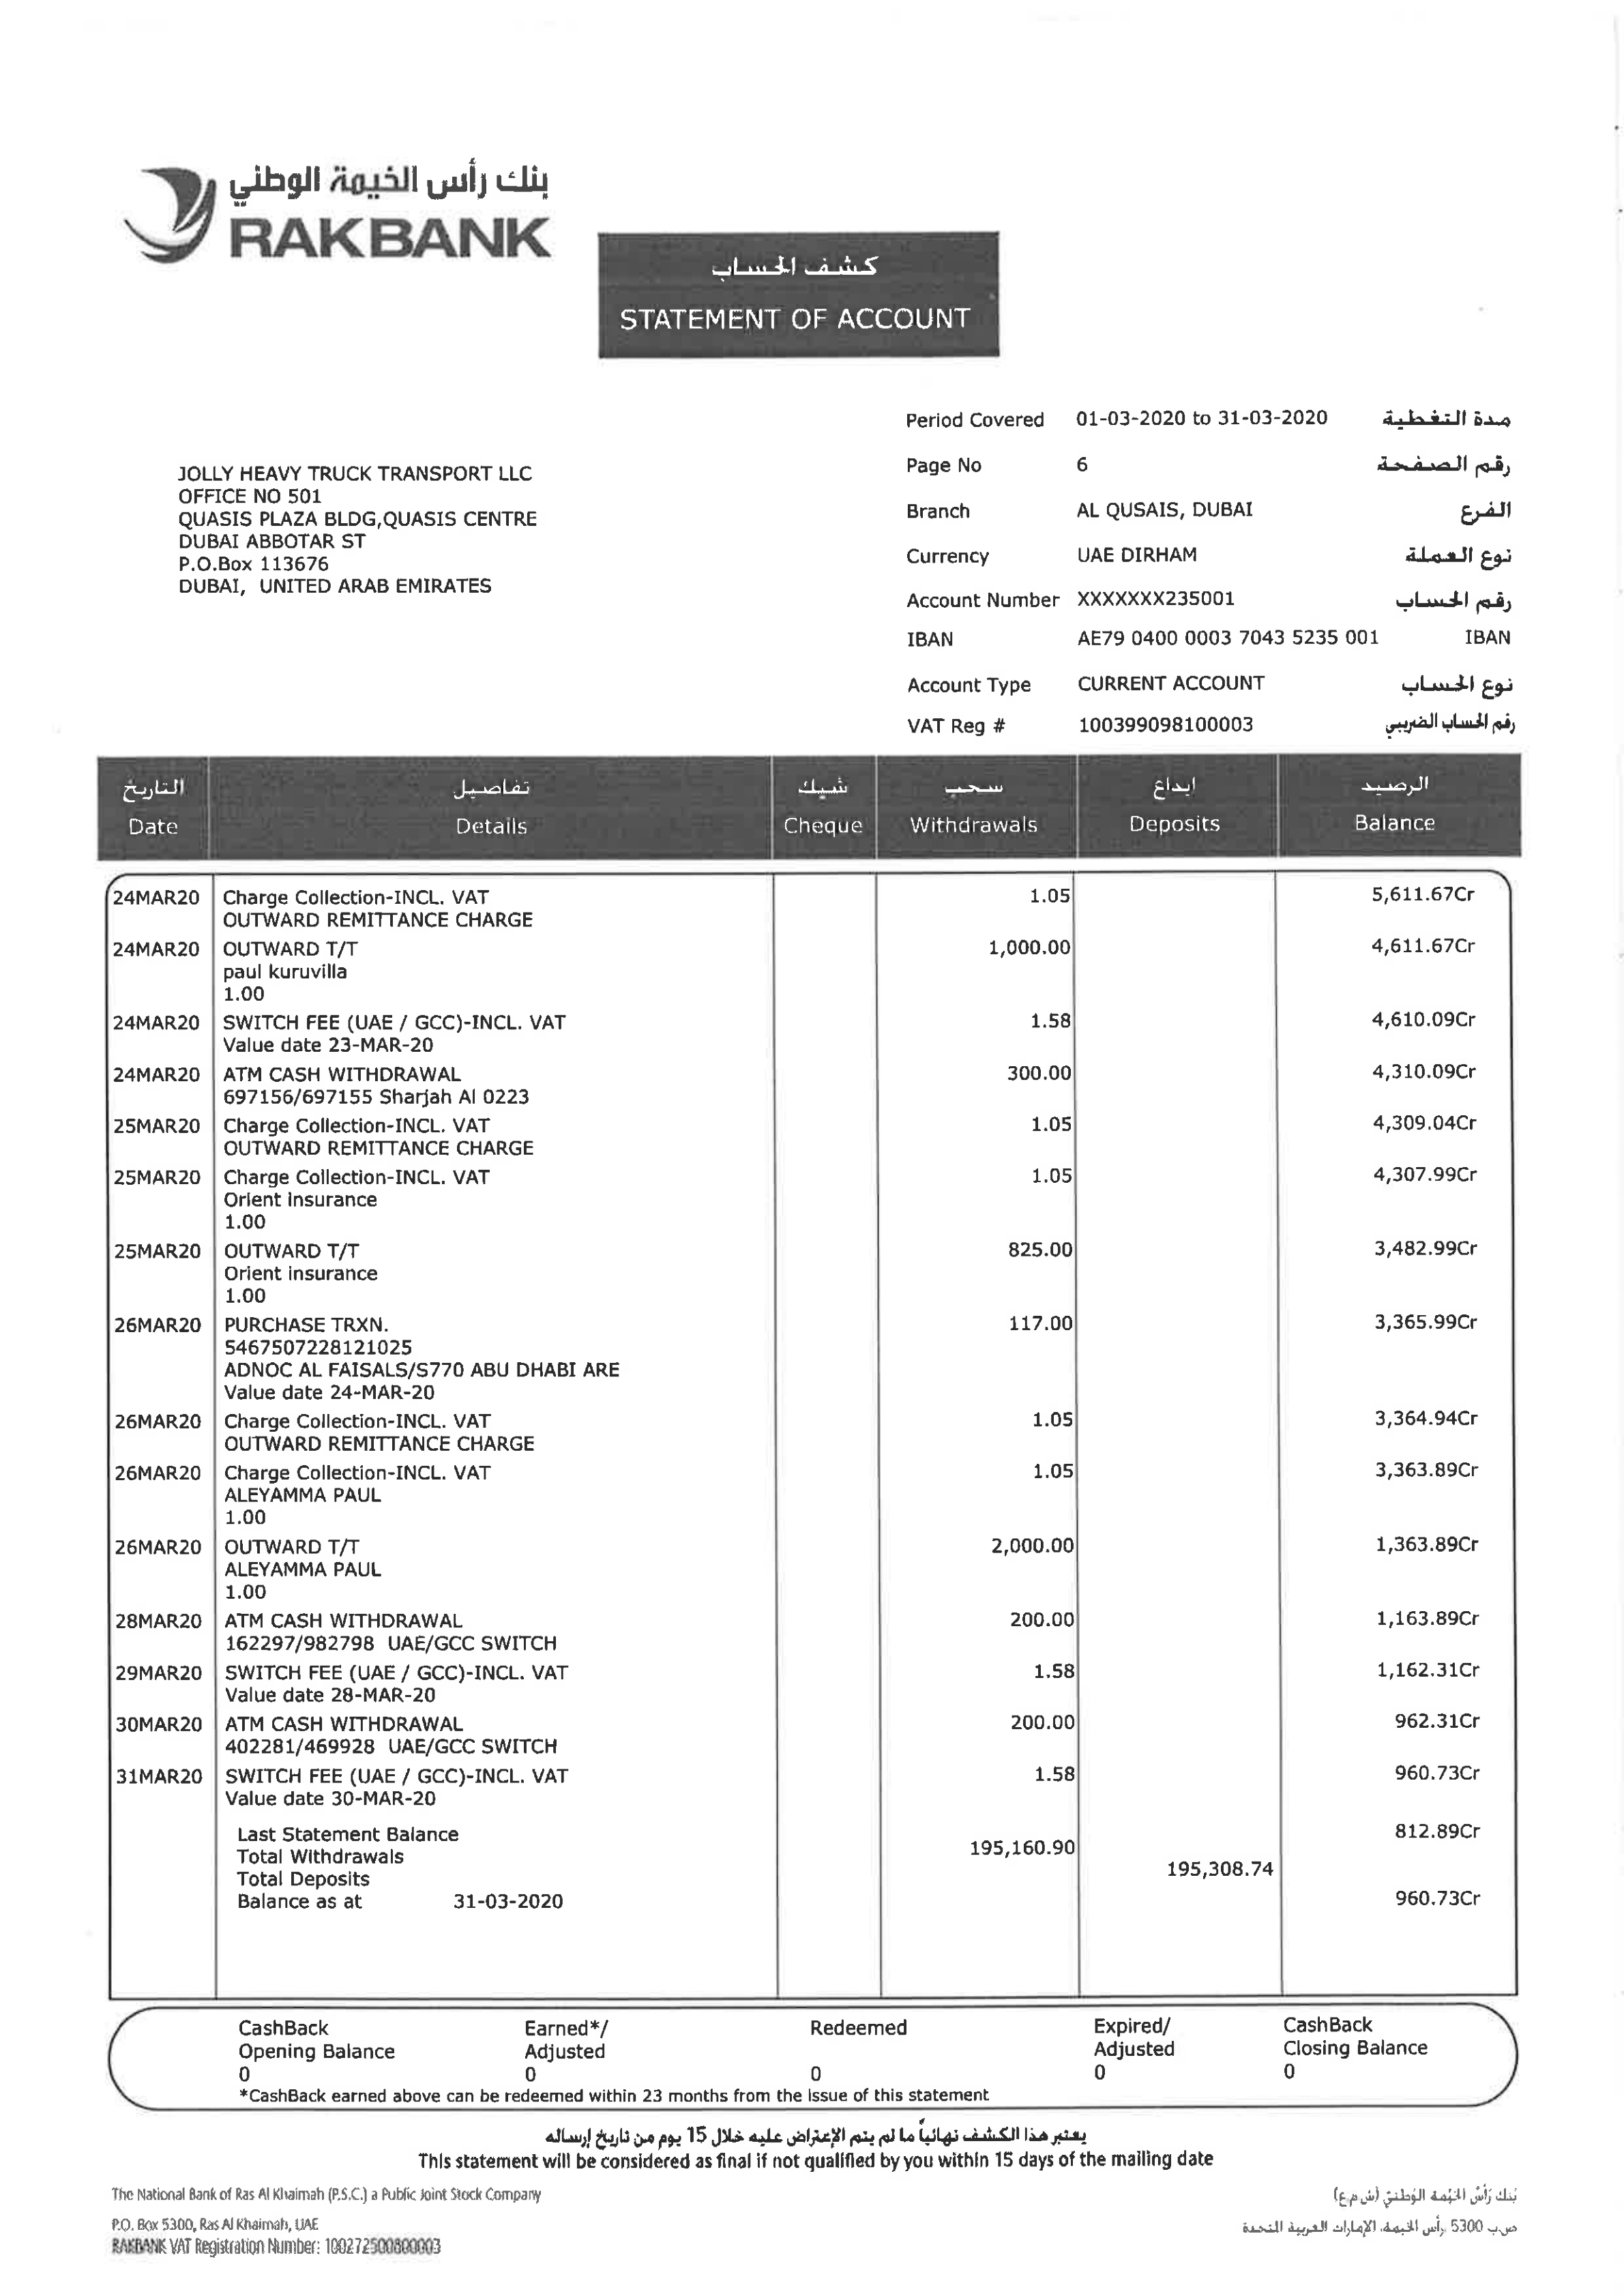 بنك رأس الخيمة الوطني
RAKBANK
كشف الحساب
STATEMENT OF ACCOUNT
Period Covered 01-03-2020 to 31-03-2020 مدة التغطية
Page No 6 رقم الصفحة
Branch AL QUSAIS, DUBAI الفرع
Currency UAE DIRHAM نوع العملة
Account Number XXXXXXX235001 رقم الحساب
IBAN AE79 0400 0003 7043 5235 001 IBAN
Account Type CURRENT ACCOUNT نوع الحساب
VAT Reg # 100399098100003 رقم الحساب الضريبي
JOLLY HEAVY TRUCK TRANSPORT LLC
OFFICE NO 501
QUASIS PLAZA BLDG,QUASIS CENTRE
DUBAI ABBOTAR ST
P.O.Box 113676
DUBAI, UNITED ARAB EMIRATES
التاريخ تفاصيل شيك سحب ايداع الرصيد
Date Details Cheque Withdrawals Deposits Balance
24MAR20 Charge Collection-INCL. VAT 1.05 5,611.67Cr
OUTWARD REMITTANCE CHARGE
24MAR20 OUTWARD T/T 1,000.00 4,611.67Cr
paul kuruvilla
1.00
24MAR20 SWITCH FEE (UAE / GCC)-INCL. VAT 1.58 4,610.09Cr
Value date 23-MAR-20
24MAR20 ATM CASH WITHDRAWAL 300.00 4,310.09Cr
697156/697155 Sharjah Al 0223
25MAR20 Charge Collection-INCL. VAT 1.05 4,309.04Cr
OUTWARD REMITTANCE CHARGE
25MAR20 Charge Collection-INCL. VAT 1.05 4,307.99Cr
Orient insurance
1.00
25MAR20 OUTWARD T/T 825.00 3,482.99Cr
Orient insurance
1.00
26MAR20 PURCHASE TRXN. 117.00 3,365.99Cr
5467507228121025
ADNOC AL FAISALS/S770 ABU DHABI ARE
Value date 24-MAR-20
26MAR20 Charge Collection-INCL. VAT 1.05 3,364.94Cr
OUTWARD REMITTANCE CHARGE
26MAR20 Charge Collection-INCL. VAT 1.05 3,363.89Cr
ALEYAMMA PAUL
1.00
26MAR20 OUTWARD T/T 2,000.00 1,363.89Cr
ALEYAMMA PAUL
1.00
28MAR20 ATM CASH WITHDRAWAL 200.00 1,163.89Cr
162297/982798 UAE/GCC SWITCH
29MAR20 SWITCH FEE (UAE / GCC)-INCL. VAT 1.58 1,162.31Cr
Value date 28-MAR-20
30MAR20 ATM CASH WITHDRAWAL 200.00 962.31Cr
402281/469928 UAE/GCC SWITCH
31MAR20 SWITCH FEE (UAE / GCC)-INCL. VAT 1.58 960.73Cr
Value date 30-MAR-20
Last Statement Balance 812.89Cr
Total Withdrawals 195,160.90
Total Deposits 195,308.74
Balance as at 31-03-2020 960.73Cr
CashBack Earned*/ Redeemed Expired/ CashBack
Opening Balance Adjusted Adjusted Closing Balance
0 0 0 0 0
*CashBack earned above can be redeemed within 23 months from the issue of this statement
يعتبر هذا الكشف نهائياً ما لم يتم الإعتراض عليه خلال 15 يوم من تاريخ إرساله
This statement will be considered as final if not qualified by you within 15 days of the mailing date
The National Bank of Ras Al Khaimah (P.S.C.) a Public Joint Stock Company بنك رأس الخيمة الوطني (ش.م.ع)
P.O. Box 5300, Ras Al Khaimah, UAE ص.ب 5300 رأس الخيمة، الإمارات العربية المتحدة
RAKBANK VAT Registration Number: 100272500800003